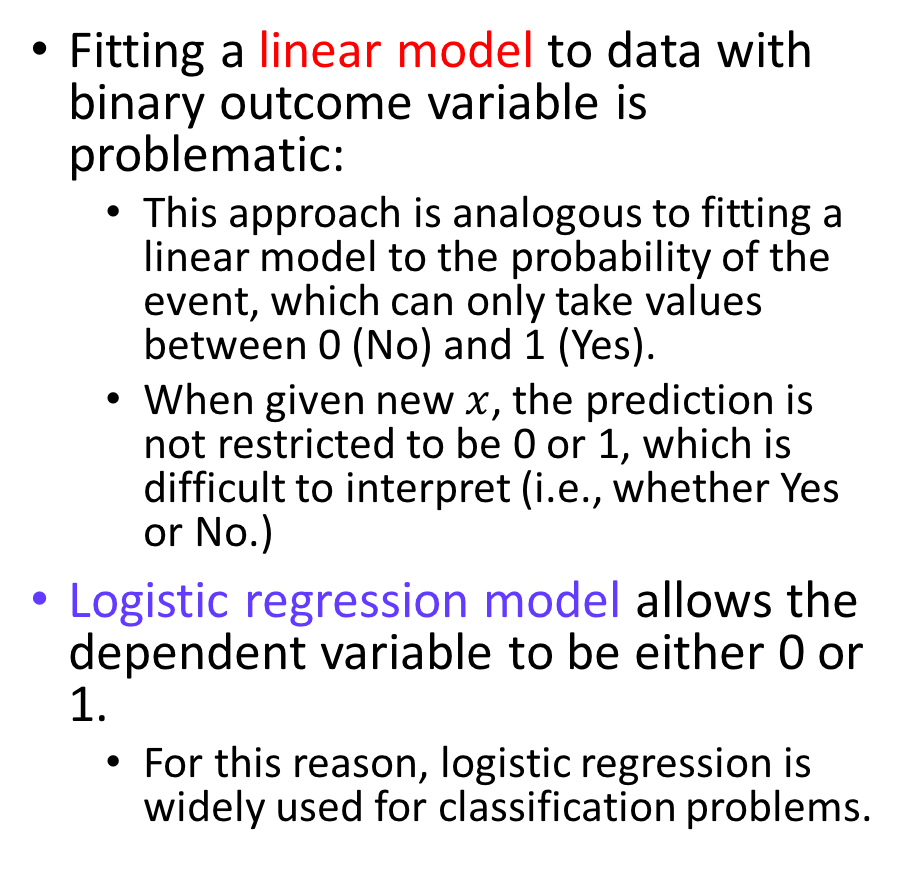 • Fitting a linear model to data with
binary outcome variable is
problematic:
• This approach is analogous to fitting a
linear model to the probability of the
event, which can only take values
between 0 (No) and 1 (Yes).
• When given new x, the prediction is
not restricted to be 0 or 1, which is
difficult to interpret (i.e., whether Yes
or No.)
• Logistic regression model allows the
dependent variable to be either 0 or
1.
• For this reason, logistic regression is
widely used for classification problems.